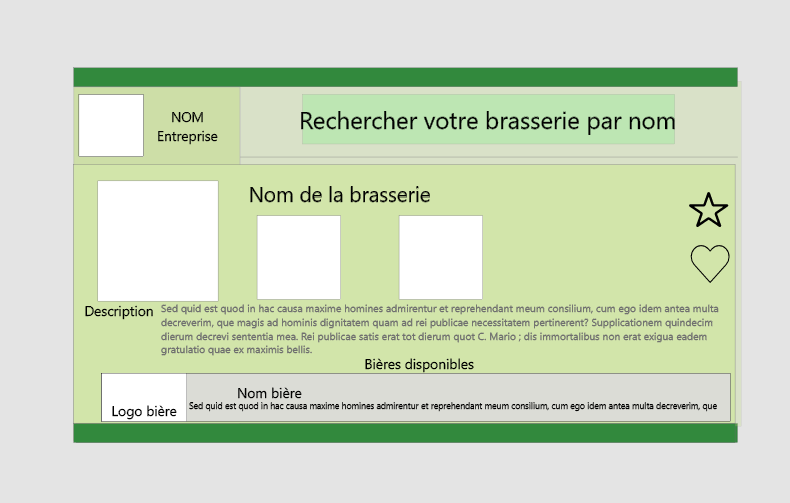 NOM
Entreprise
Rechercher votre brasserie par nom
Nom de la brasserie
Description
Sed quid est quod in hac causa maxime homines admirentur et reprehendant meum consilium, cum ego idem antea multa
decreverim, que magis ad hominis dignitatem quam ad rei publicae necessitatem pertinerent? Supplicationem quindecim
dierum decrevi sententia mea. Rei publicae satis erat tot dierum quot C. Mario ; dis immortalibus non erat exigua eadem
gratulatio quae ex maximis bellis.
Bières disponibles
Nom bière
Logo bière
Sed quid est quod in hac causa maxime homines admirentur et reprehendant meum consilium, cum ego idem antea multa decreverim, que